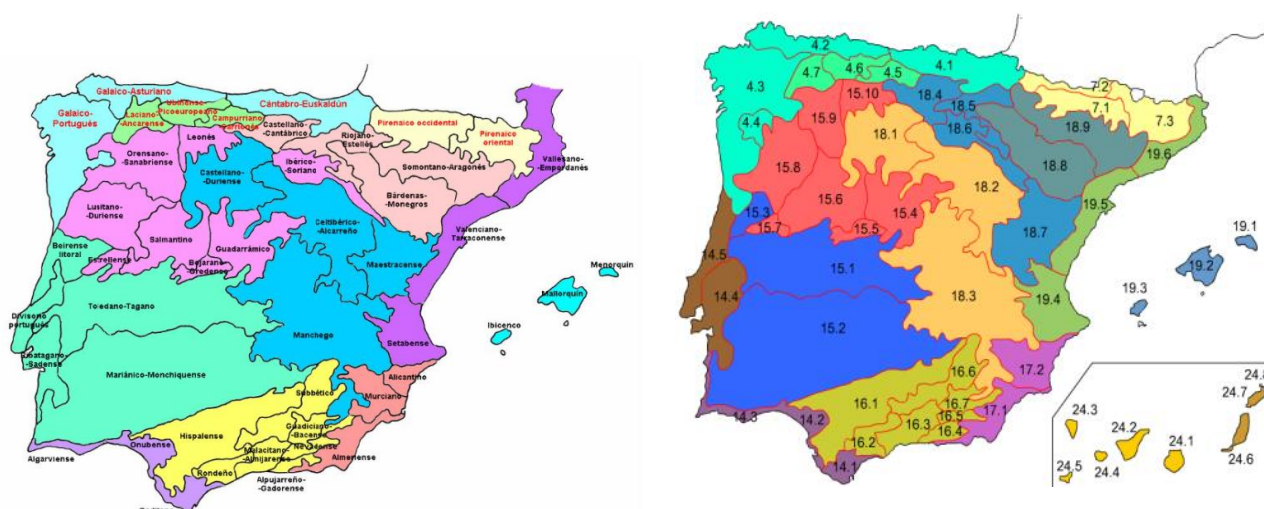 Galaico-Asturiano
Galaico-
Portugués
Laciano-
Ancarense
Ubinense-
Picoeuropeano
Campurriano-
Carrionés
Cántabro-Euskaldún
Castellano-
Cantábrico
Riojano-
Estellés
Pirenaico occidental
Pirenaico
oriental
Leonés
Orensano-
Sanabriense
Castellano-
Duriense
Ibérico-
Soriano
Somontano-Aragonés
Vallesano-
Empordanés
Bárdenas-
Monegros
Lusitano-
Duriense
Salmantino
Guadarrámico
Celtibérico
-Alcarreño
Valenciano-
Tarraconense
Beirense
litoral
Estrellense
Bejarano-
Gredense
Maestracense
Menorquín
Mallorquín
Ibicenco
Toledano-Tagano
Divisorio
portugués
Manchego
Setabense
-Sadense
Mariánico-Monchiquense
Alicantino
Murciano
Subbético
Hispalense
Guadiciano-
Bacense
Nevadense
Malacitano-
Almijarense
Almeriense
Onubense
Algarviense
Rondeño
Alpujarreño-
Gadorense
4.2
4.1
4.3
4.7
4.6
4.5
4.4
15.10
18.4
18.5
7.2
7.1
7.3
15.9
18.1
18.6
18.9
19.6
15.8
18.8
18.2
19.5
15.3
15.6
15.4
15.7
15.5
18.7
19.1
19.2
19.3
14.5
15.1
14.4
18.3
19.4
15.2
16.6
17.2
14.3
14.2
16.1
16.7
16.5
17.1
16.3
16.4
16.2
14.1
24.8
24.7
24.3
24.2
24.1
24.5
24.4
24.6